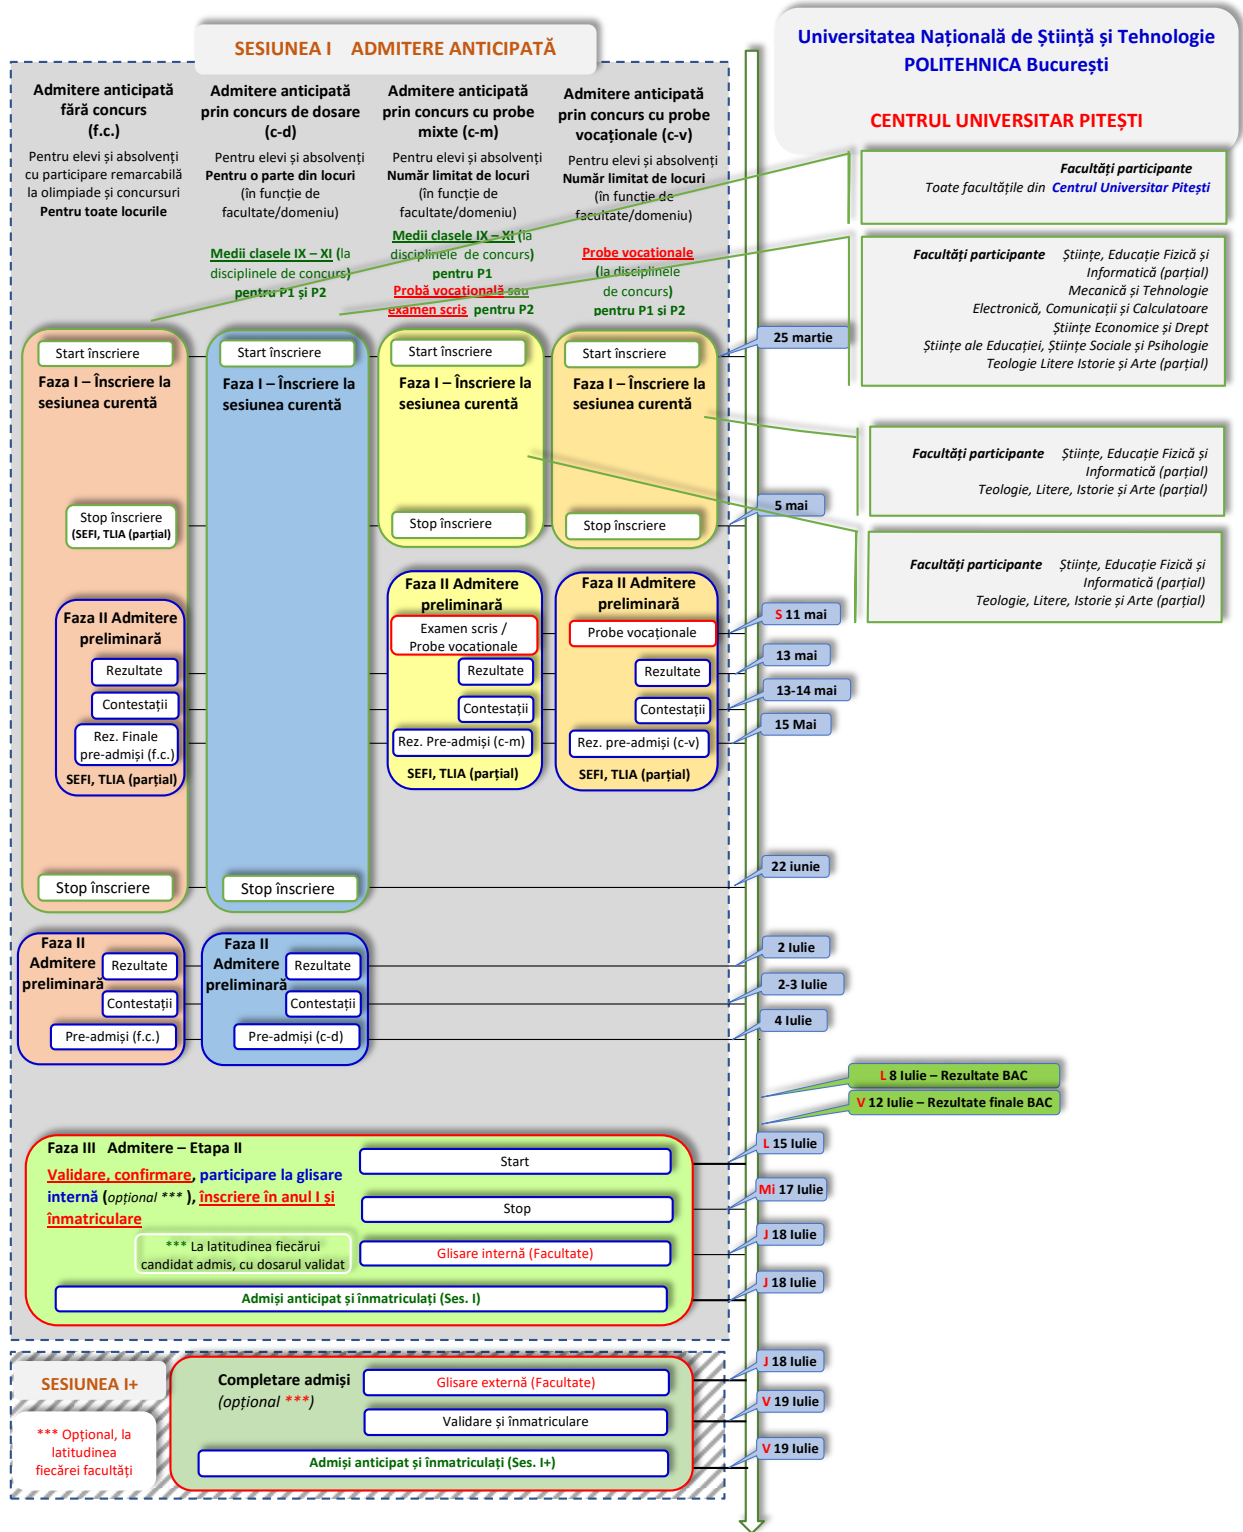 SESIUNEA I ADMITERE ANTICIPATĂ
Universitatea Națională de Știință și Tehnologie
POLITEHNICA București
CENTRUL UNIVERSITAR PITEȘTI
Admitere anticipată
fără concurs
(f.c.)
Pentru elevi și absolvenți
cu participare remarcabilă
la olimpiade și concursuri
Pentru toate locurile
Admitere anticipată
prin concurs de dosare
(c-d)
Pentru elevi și absolvenți
Pentru o parte din locuri
(în funcție de
facultate/domeniu)
Medii clasele IX – XI (la
disciplinele de concurs)
pentru P1 și P2
Admitere anticipată
prin concurs cu probe
mixte (c-m)
Pentru elevi și absolvenți
Număr limitat de locuri
(în funcție de
facultate/domeniu)
Medii clasele IX – XI (la
disciplinele de concurs)
pentru P1
Probă vocațională sau
examen scris pentru P2
Admitere anticipată
prin concurs cu probe
vocaționale (c-v)
Pentru elevi și absolvenți
Număr limitat de locuri
(în funcție de
facultate/domeniu)
Probe vocationale
(la disciplinele
de concurs)
pentru P1 si P2
Facultăți participante
Toate facultățile din Centrul Universitar Pitești
Facultăți participante Științe, Educație Fizică și
Informatică (parțial)
Mecanică și Tehnologie
Electronică, Comunicații și Calculatoare
Științe Economice și Drept
Științe ale Educației, Științe Sociale și Psihologie
Teologie Litere Istorie și Arte (parțial)
Facultăți participante Științe, Educație Fizică și
Informatică (parțial)
Teologie, Litere, Istorie și Arte (parțial)
Facultăți participante Științe, Educație Fizică și
Informatică (parțial)
Teologie, Litere, Istorie și Arte (parțial)
Start înscriere
Start înscriere
Start înscriere
Start înscriere
25 martie
Faza I – Înscriere la
sesiunea curentă
Faza I – Înscriere la
sesiunea curentă
Faza I – Înscriere la
sesiunea curentă
Faza I – Înscriere la
sesiunea curentă
Stop înscriere
(SEFI, TLIA (parțial)
Stop înscriere
Stop înscriere
5 mai
Faza II Admitere
preliminară
Rezultate
Contestații
Rez. Finale
pre-admiși (f.c.)
SEFI, TLIA (parțial)
Faza II Admitere
preliminară
Examen scris /
Probe vocationale
Rezultate
Contestații
Rez. Pre-admiși (c-m)
SEFI, TLIA (parțial)
Faza II Admitere
preliminară
Probe vocaționale
Rezultate
Contestații
Rez. pre-admiși (c-v)
SEFI, TLIA (parțial)
S 11 mai
13 mai
13-14 mai
15 Mai
Stop înscriere
Stop înscriere
22 iunie
Faza II
Admitere
preliminară
Rezultate
Contestații
Pre-admiși (f.c.)
Faza II
Admitere
preliminară
Rezultate
Contestații
Pre-admiși (c-d)
2 Iulie
2-3 Iulie
4 Iulie
L 8 Iulie – Rezultate BAC
V 12 Iulie – Rezultate finale BAC
Faza III Admitere – Etapa II
Validare, confirmare, participare la glisare
internă (opțional *** ), înscriere în anul I și
înmatriculare
*** La latitudinea fiecărui
candidat admis, cu dosarul validat
Start
Stop
Glisare internă (Facultate)
Admiși anticipat și înmatriculați (Ses. I)
L 15 Iulie
Mi 17 Iulie
J 18 Iulie
J 18 Iulie
SESIUNEA I+
*** Opțional, la
latitudinea
fiecărei facultăți
Completare admiși
(opțional ***)
Glisare externă (Facultate)
Validare și înmatriculare
Admiși anticipat și înmatriculați (Ses. I+)
J 18 Iulie
V 19 Iulie
V 19 Iulie